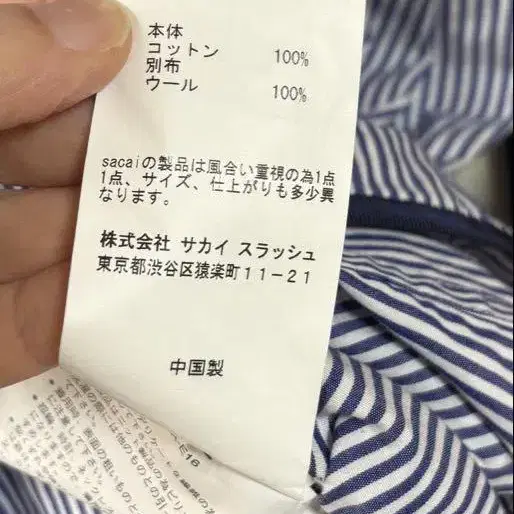 本体
コットン 100%
別布
ウール 100%
sacaiの製品は風合い重視の為1点
1点、サイズ、仕上がりも多少異
なります。
株式会社 サカイ スラッシュ
東京都渋谷区猿楽町11-21
中国製